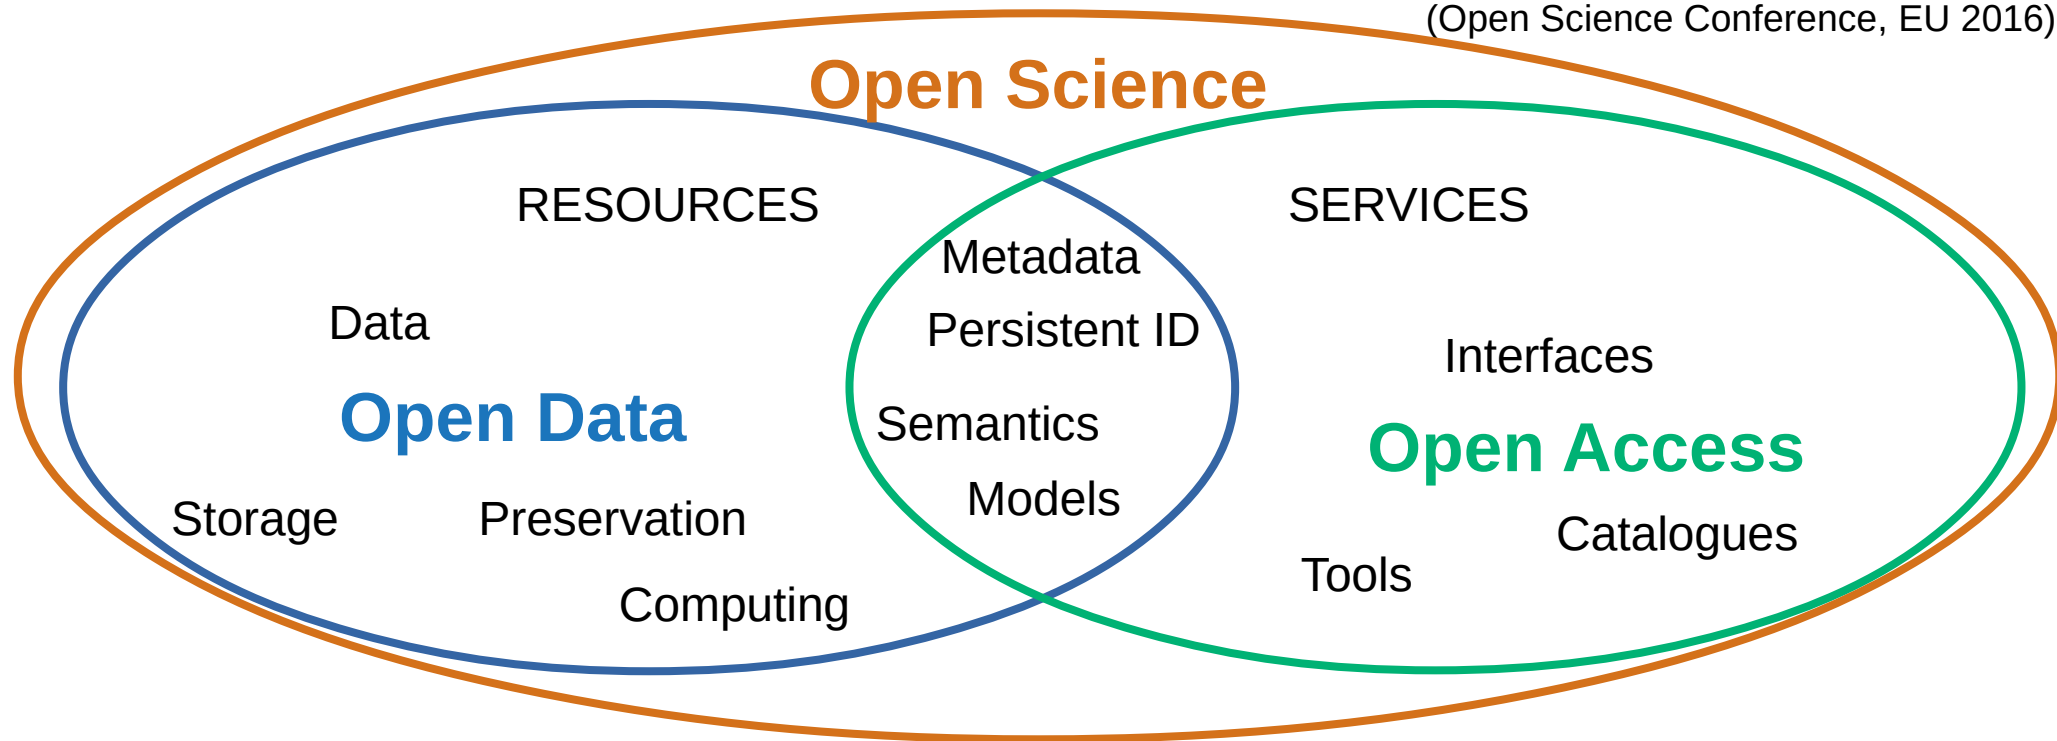 (Open Science Conference, EU 2016)
Open Science
RESOURCES
SERVICES
Metadata
Data
Persistent ID
Interfaces
Open Data
Semantics
Open Access
Models
Storage
Preservation
Catalogues
Tools
Computing